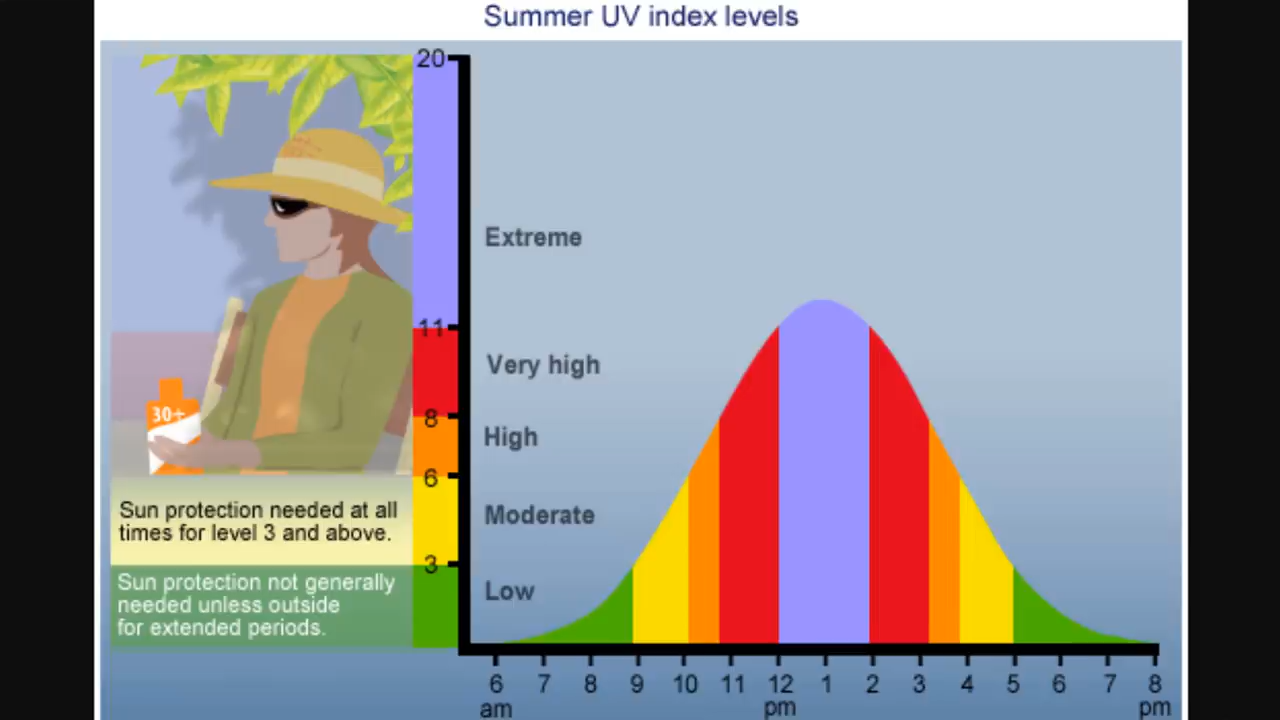 Summer UV index levels
20
Extreme
11
Very high
8
High
6
Moderate
3
Low
30+
Sun protection needed at all
times for level 3 and above.
Sun protection not generally
needed unless outside
for extended periods.
6 7 8 9 10 11 12 1 2 3 4 5 6 7 8
am pm pm